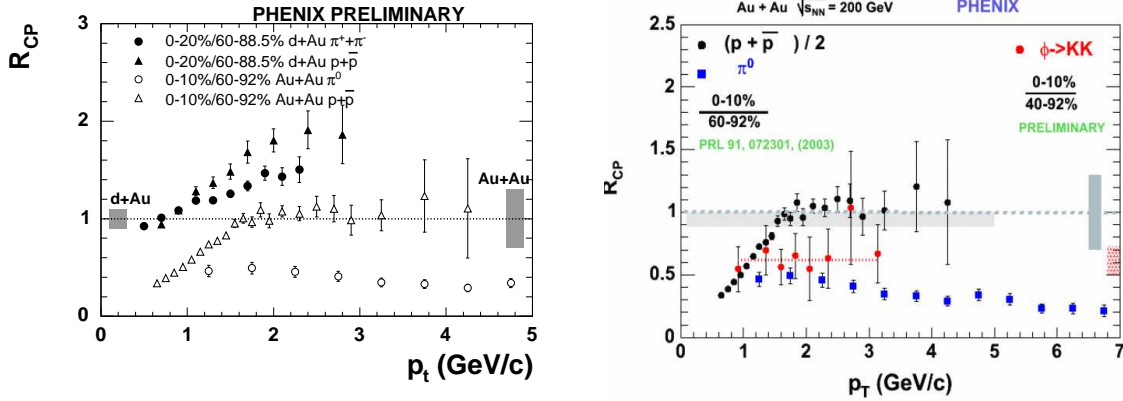 PHENIX PRELIMINARY
R_CP
0-20%/60-88.5% d+Au π⁺+π⁻
0-20%/60-88.5% d+Au p+p̅
0-10%/60-92% Au+Au π⁰
0-10%/60-92% Au+Au p+p̅
d+Au
Au+Au
3
2
1
0
0 1 2 3 4 5
p_t (GeV/c)
Au + Au √s_NN = 200 GeV PHENIX
(p + p̅ ) / 2
π⁰
0-10%
60-92%
PRL 91, 072301, (2003)
ϕ->KK
0-10%
40-92%
PRELIMINARY
R_CP
2.5
2
1.5
1
0.5
0
0 1 2 3 4 5 6 7
p_T (GeV/c)